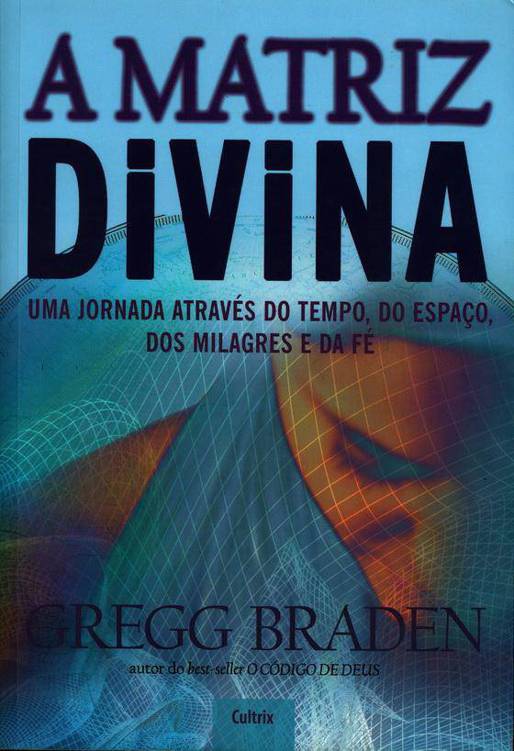 A MATRIZ
DiViNA
UMA JORNADA ATRAVÉS DO TEMPO, DO ESPAÇO,
DOS MILAGRES E DA FÉ
GREGG BRADEN
autor do best-seller O CÓDIGO DE DEUS
Cultrix